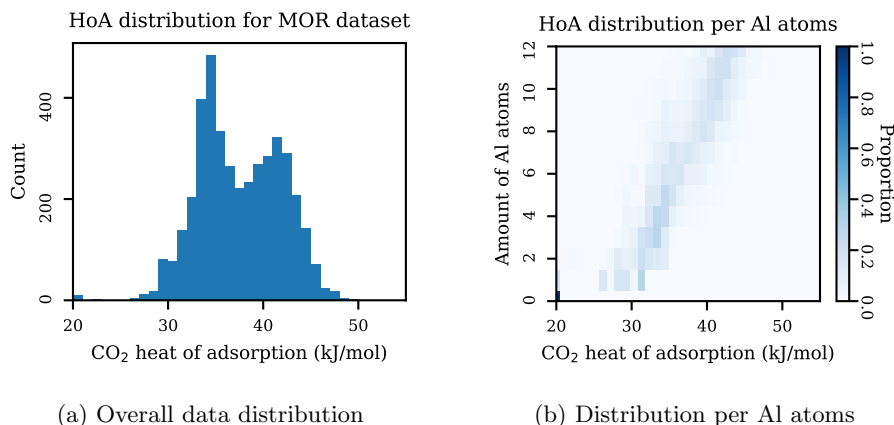 HoA distribution for MOR dataset
Count
0
200
400
20
30
40
50
CO₂ heat of adsorption (kJ/mol)
(a) Overall data distribution
HoA distribution per Al atoms
Amount of Al atoms
0
2
4
6
8
10
12
20
30
40
50
CO₂ heat of adsorption (kJ/mol)
Proportion
0.0
0.2
0.4
0.6
0.8
1.0
(b) Distribution per Al atoms